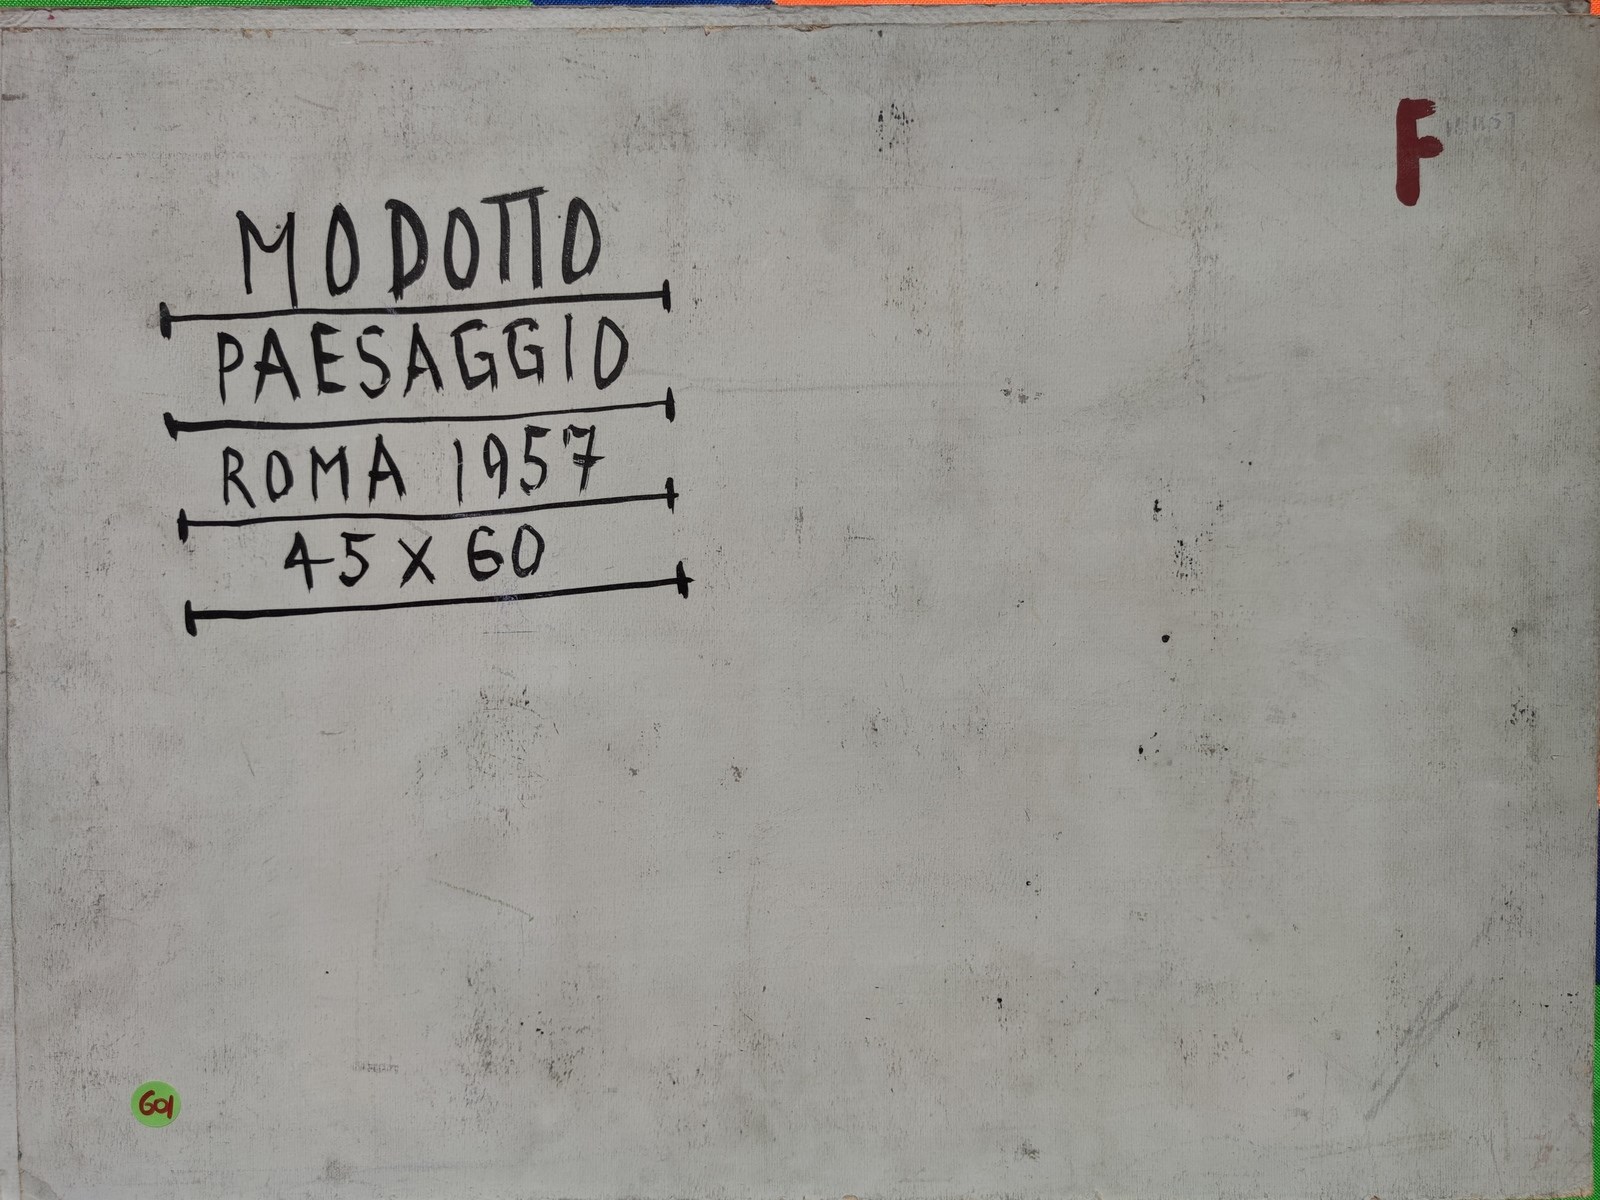 MODOTTO
PAESAGGIO
ROMA 1957
45 x 60
F
601